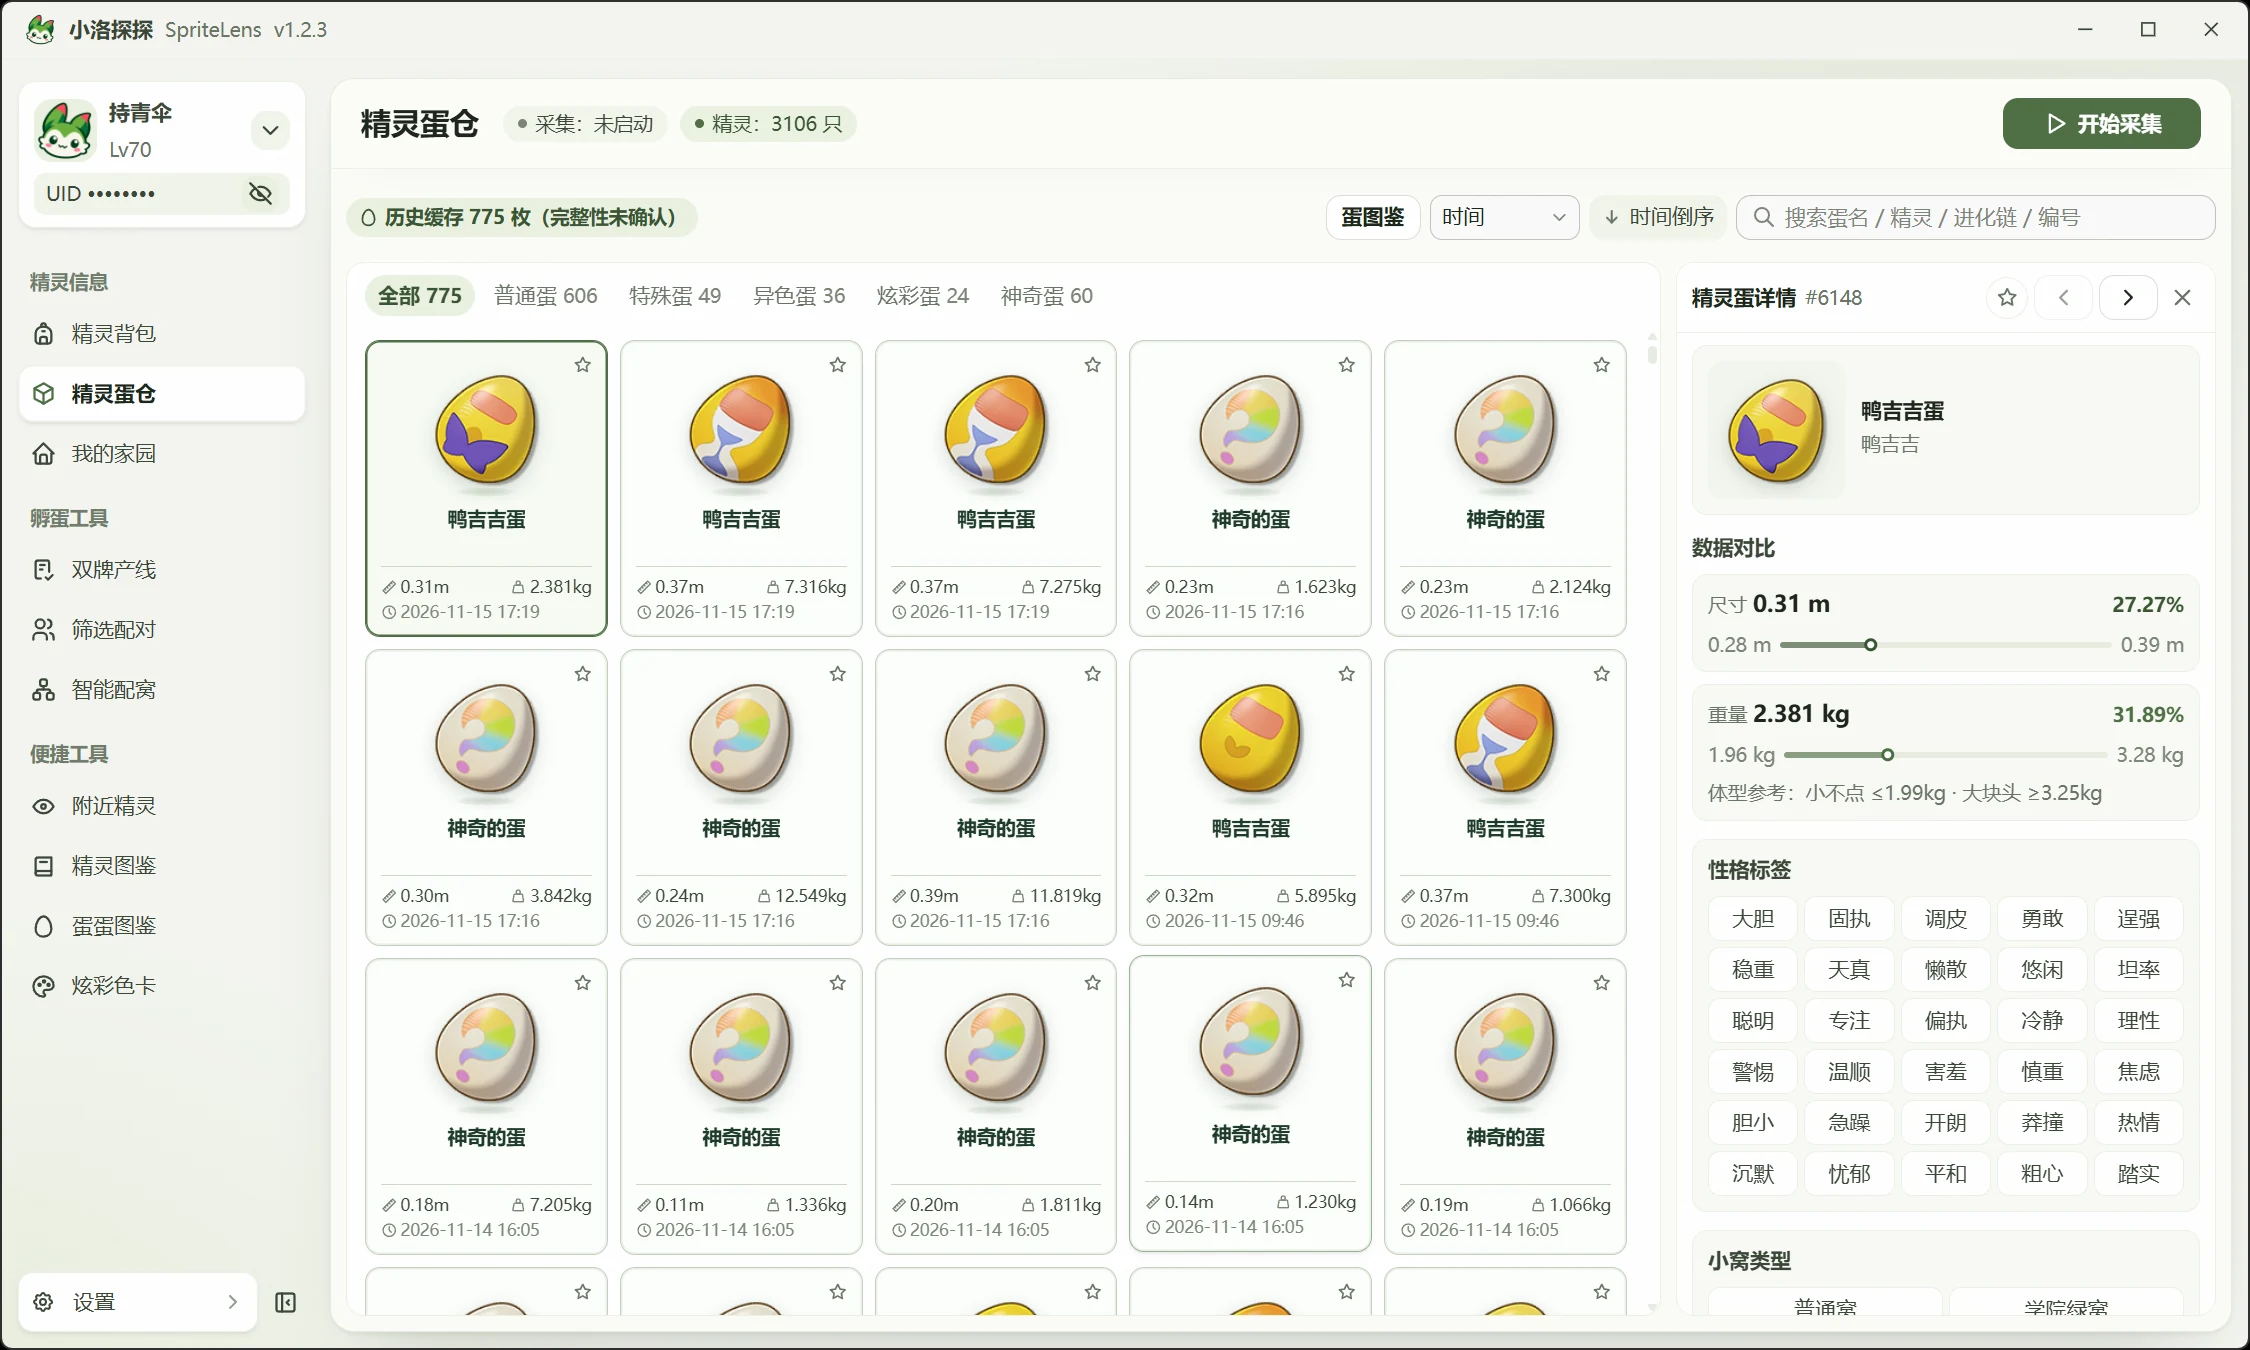 小洛探探 SpriteLens v1.2.3
持青伞
Lv70
UID ••••••••
精灵信息
精灵背包
精灵蛋仓
我的家园
孵蛋工具
双牌产线
筛选配对
智能配窝
便捷工具
附近精灵
精灵图鉴
蛋蛋图鉴
炫彩色卡
设置
精灵蛋仓
采集：未启动
精灵：3106 只
开始采集
历史缓存 775 枚（完整性未确认）
蛋图鉴
时间
时间倒序
搜索蛋名 / 精灵 / 进化链 / 编号
全部 775 普通蛋 606 特殊蛋 49 异色蛋 36 炫彩蛋 24 神奇蛋 60
鸭吉吉蛋 鸭吉吉蛋 鸭吉吉蛋 神奇的蛋 神奇的蛋
0.31m 2.381kg 0.37m 7.316kg 0.37m 7.275kg 0.23m 1.623kg 0.23m 2.124kg
2026-11-15 17:19 2026-11-15 17:19 2026-11-15 17:19 2026-11-15 17:16 2026-11-15 17:16
神奇的蛋 神奇的蛋 神奇的蛋 鸭吉吉蛋 鸭吉吉蛋
0.30m 3.842kg 0.24m 12.549kg 0.39m 11.819kg 0.32m 5.895kg 0.37m 7.300kg
2026-11-15 17:16 2026-11-15 17:16 2026-11-15 17:16 2026-11-15 09:46 2026-11-15 09:46
神奇的蛋 神奇的蛋 神奇的蛋 神奇的蛋 神奇的蛋
0.18m 7.205kg 0.11m 1.336kg 0.20m 1.811kg 0.14m 1.230kg 0.19m 1.066kg
2026-11-14 16:05 2026-11-14 16:05 2026-11-14 16:05 2026-11-14 16:05 2026-11-14 16:05
精灵蛋详情 #6148
鸭吉吉蛋
鸭吉吉
数据对比
尺寸 0.31 m 27.27%
0.28 m 0.39 m
重量 2.381 kg 31.89%
1.96 kg 3.28 kg
体型参考：小不点 ≤1.99kg · 大块头 ≥3.25kg
性格标签
大胆 固执 调皮 勇敢 逞强
稳重 天真 懒散 悠闲 坦率
聪明 专注 偏执 冷静 理性
警惕 温顺 害羞 慎重 焦虑
胆小 急躁 开朗 莽撞 热情
沉默 忧郁 平和 粗心 踏实
小窝类型
普通窝 学院绿窝